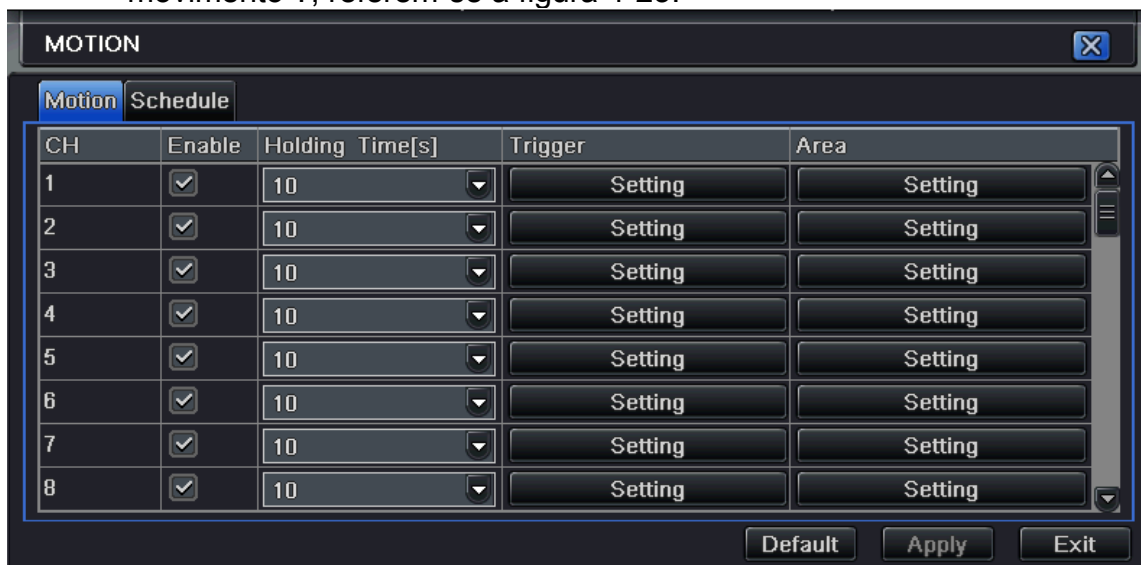 MOTION
Motion Schedule
CH Enable Holding Time[s] Trigger Area
1 10 Setting Setting
2 10 Setting Setting
3 10 Setting Setting
4 10 Setting Setting
5 10 Setting Setting
6 10 Setting Setting
7 10 Setting Setting
8 10 Setting Setting
Default Apply Exit